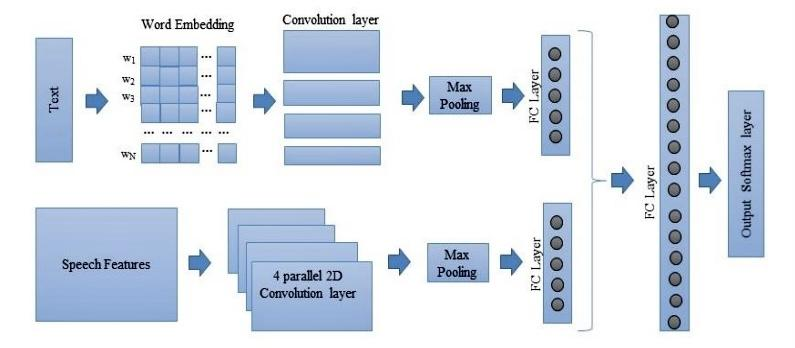 Word Embedding
Convolution layer
Text
W1
W2
W3
... ... ... ... ...
WN
...
...
...
...
...
Max
Pooling
FC Layer
Speech Features
4 parallel 2D
Convolution layer
Max
Pooling
FC Layer
FC Layer
Output Softmax layer